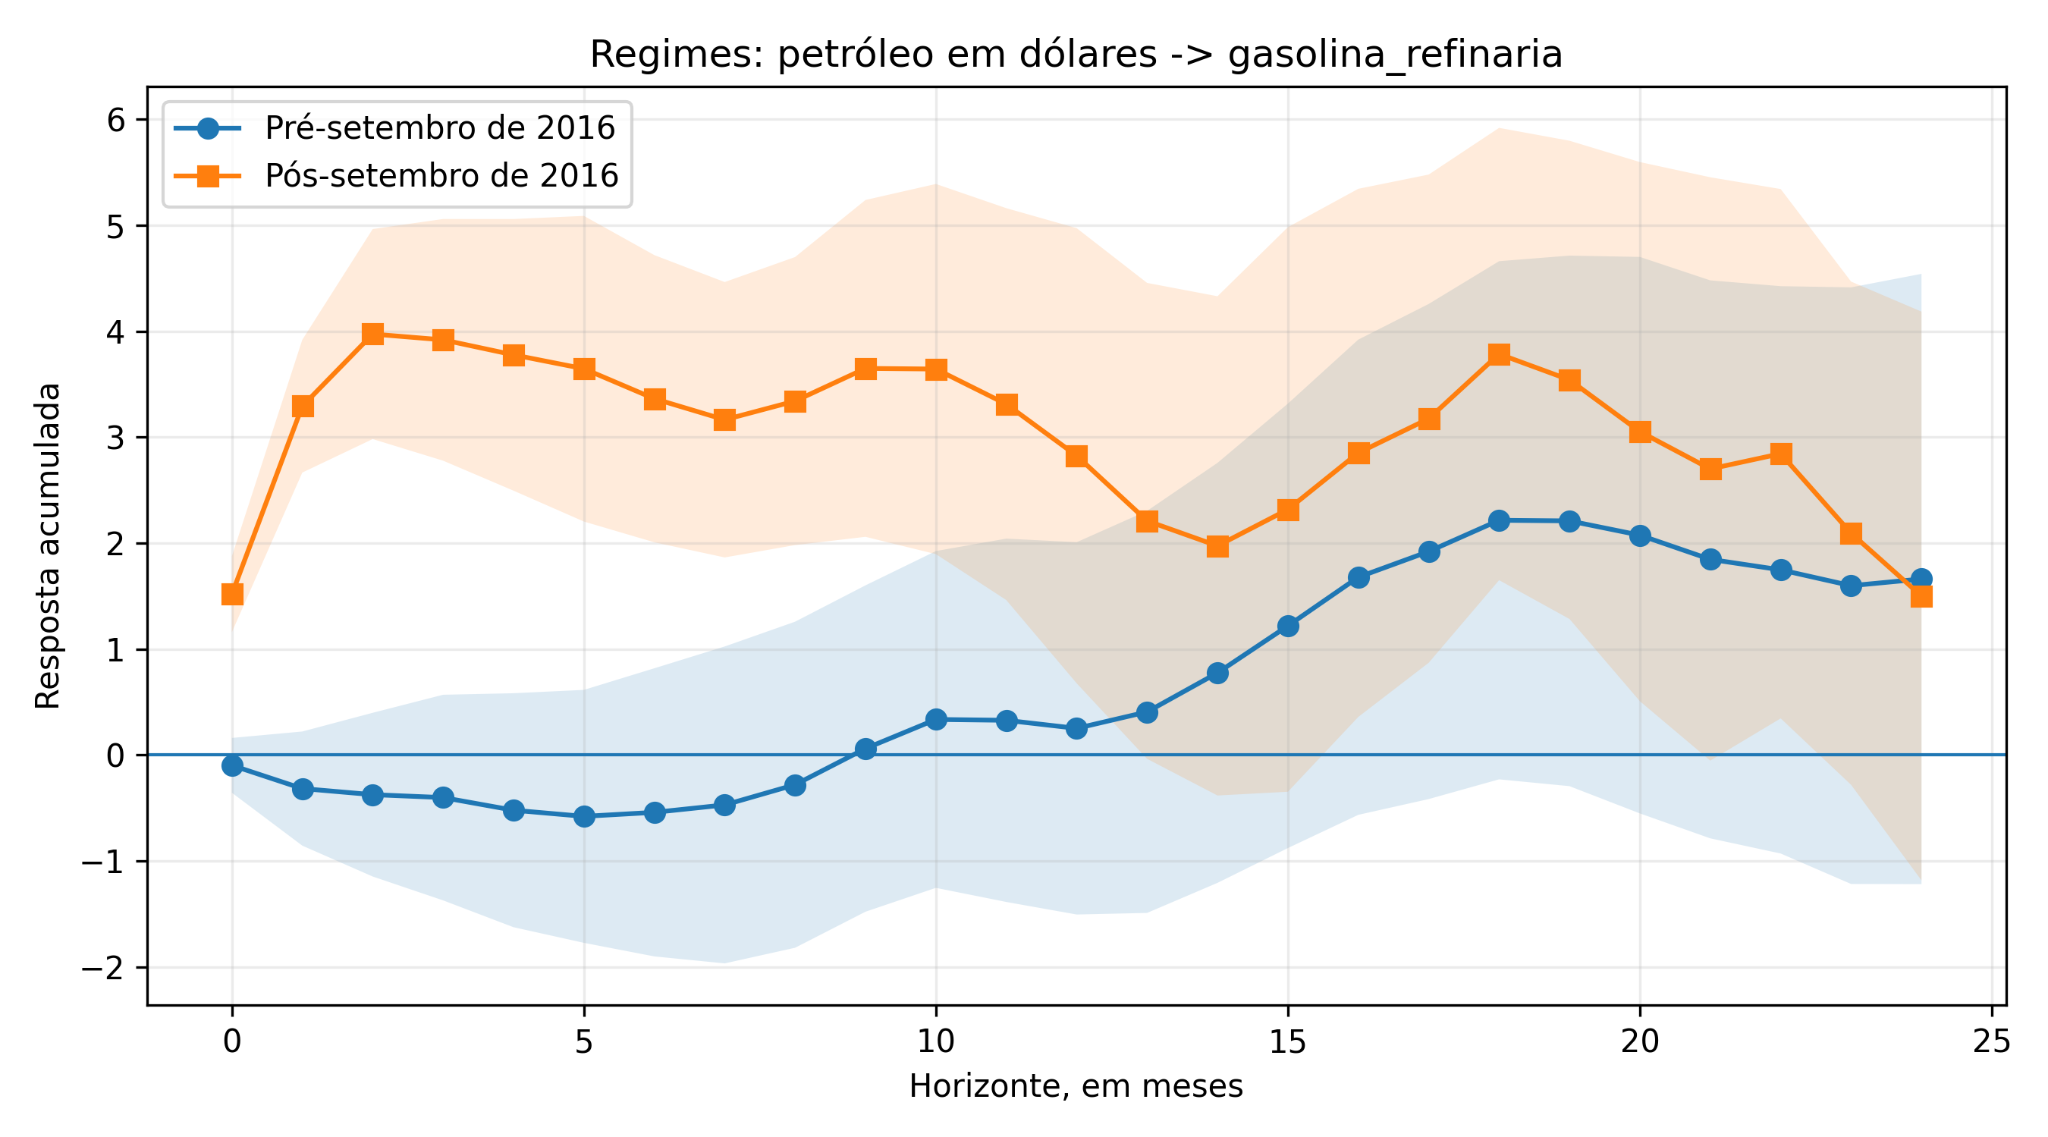 Regimes: petróleo em dólares -> gasolina_refinaria
Pré-setembro de 2016
Pós-setembro de 2016
Resposta acumulada
6
5
4
3
2
1
0
−1
−2
0 5 10 15 20 25
Horizonte, em meses